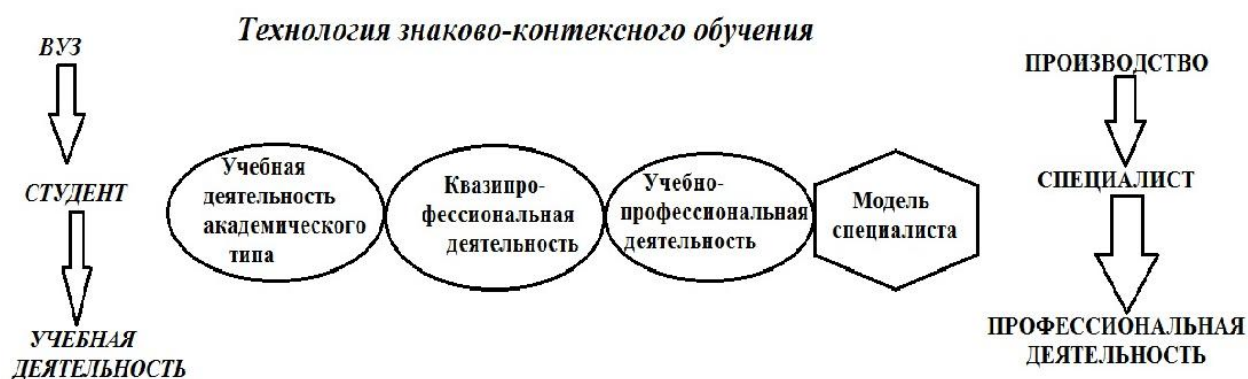 Технология знаково-контексного обучения
ВУЗ
СТУДЕНТ
УЧЕБНАЯ
ДЕЯТЕЛЬНОСТЬ
Учебная
деятельность
академического
типа
Квазипро-
фессиональная
деятельность
Учебно-
профессиональная
деятельность
Модель
специалиста
ПРОИЗВОДСТВО
СПЕЦИАЛИСТ
ПРОФЕССИОНАЛЬНАЯ
ДЕЯТЕЛЬНОСТЬ